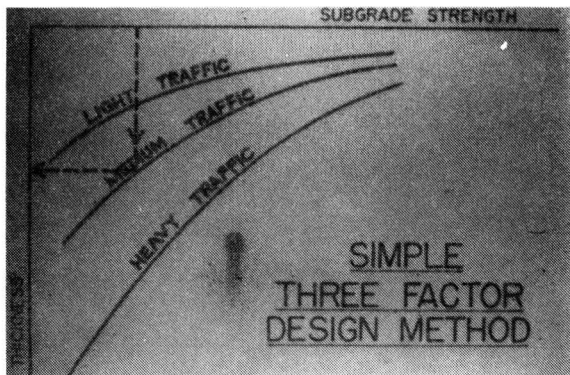 SUBGRADE STRENGTH
LIGHT TRAFFIC
MEDIUM TRAFFIC
HEAVY TRAFFIC
THICKNESS
SIMPLE
THREE FACTOR
DESIGN METHOD